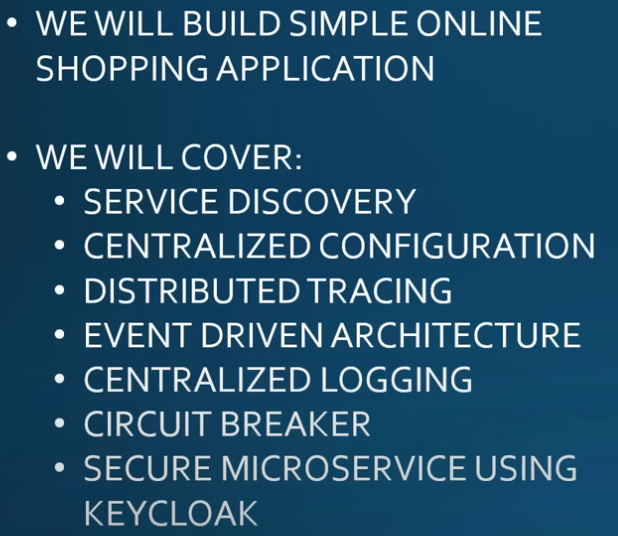 • WE WILL BUILD SIMPLE ONLINE
SHOPPING APPLICATION
• WE WILL COVER:
• SERVICE DISCOVERY
• CENTRALIZED CONFIGURATION
• DISTRIBUTED TRACING
• EVENT DRIVEN ARCHITECTURE
• CENTRALIZED LOGGING
• CIRCUIT BREAKER
• SECURE MICROSERVICE USING
KEYCLOAK